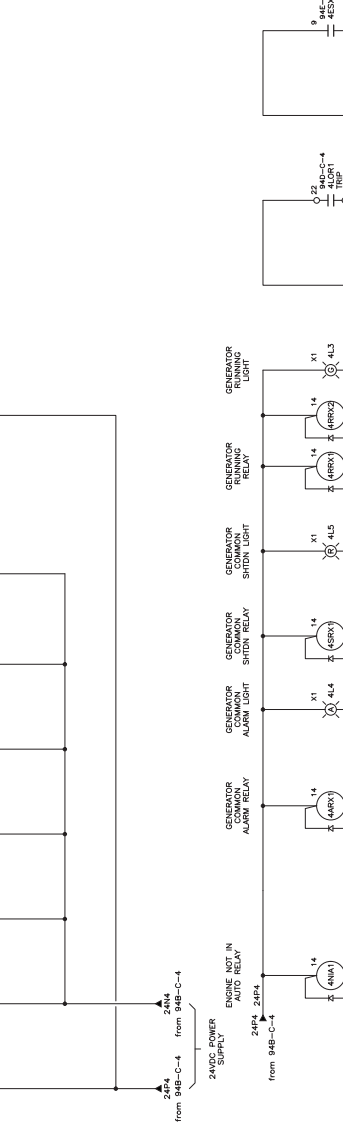 9
94E-
4ESX
22
94D-C-4
4LOR1
TRIP
GENERATOR
RUNNING
LIGHT
X1
G
4L3
14
4RRX2
GENERATOR
RUNNING
RELAY
14
4RRX1
GENERATOR
COMMON
SHTDN LIGHT
X1
R
4L5
GENERATOR
COMMON
SHTDN RELAY
14
4SRX1
GENERATOR
COMMON
ALARM LIGHT
X1
A
4L4
GENERATOR
COMMON
ALARM RELAY
14
4ARX1
ENGINE NOT IN
AUTO RELAY
14
4NIA1
24P4
24P4
from 94B-C-4
24N4
from 94B-C-4
24P4
from 94B-C-4
24VDC POWER
SUPPLY